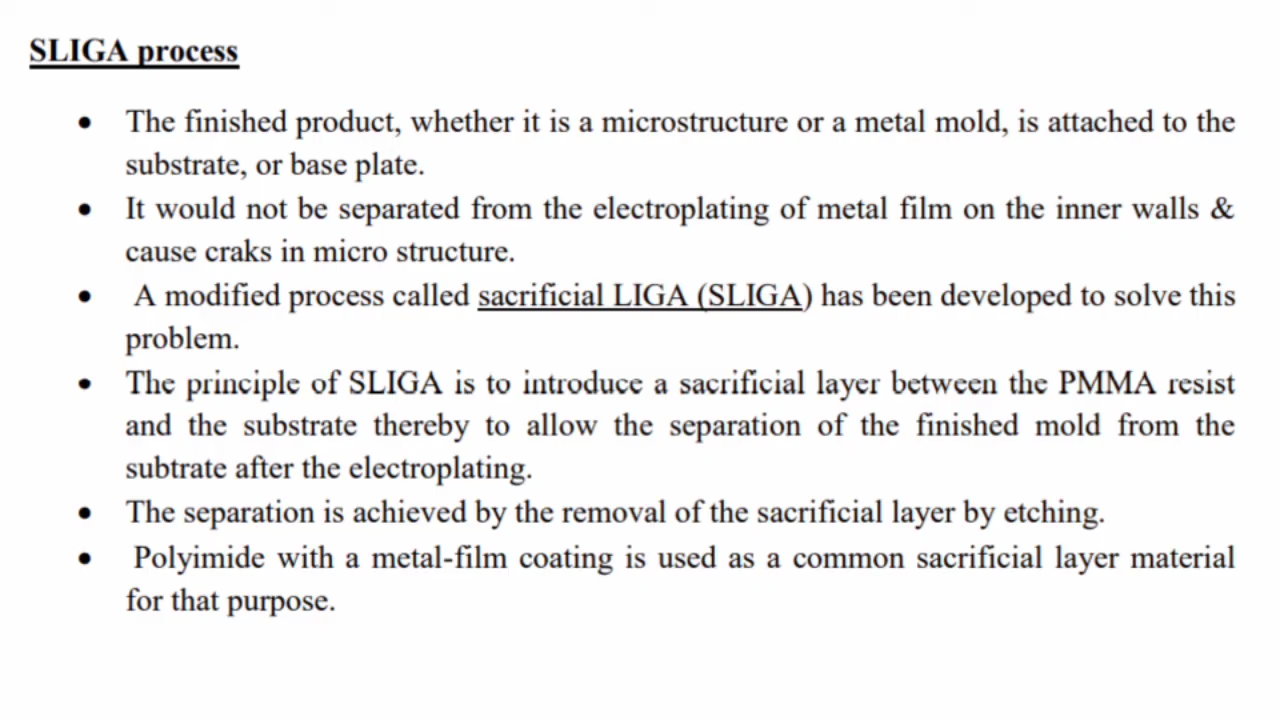 SLIGA process
• The finished product, whether it is a microstructure or a metal mold, is attached to the
substrate, or base plate.
• It would not be separated from the electroplating of metal film on the inner walls &
cause craks in micro structure.
• A modified process called sacrificial LIGA (SLIGA) has been developed to solve this
problem.
• The principle of SLIGA is to introduce a sacrificial layer between the PMMA resist
and the substrate thereby to allow the separation of the finished mold from the
subtrate after the electroplating.
• The separation is achieved by the removal of the sacrificial layer by etching.
• Polyimide with a metal-film coating is used as a common sacrificial layer material
for that purpose.